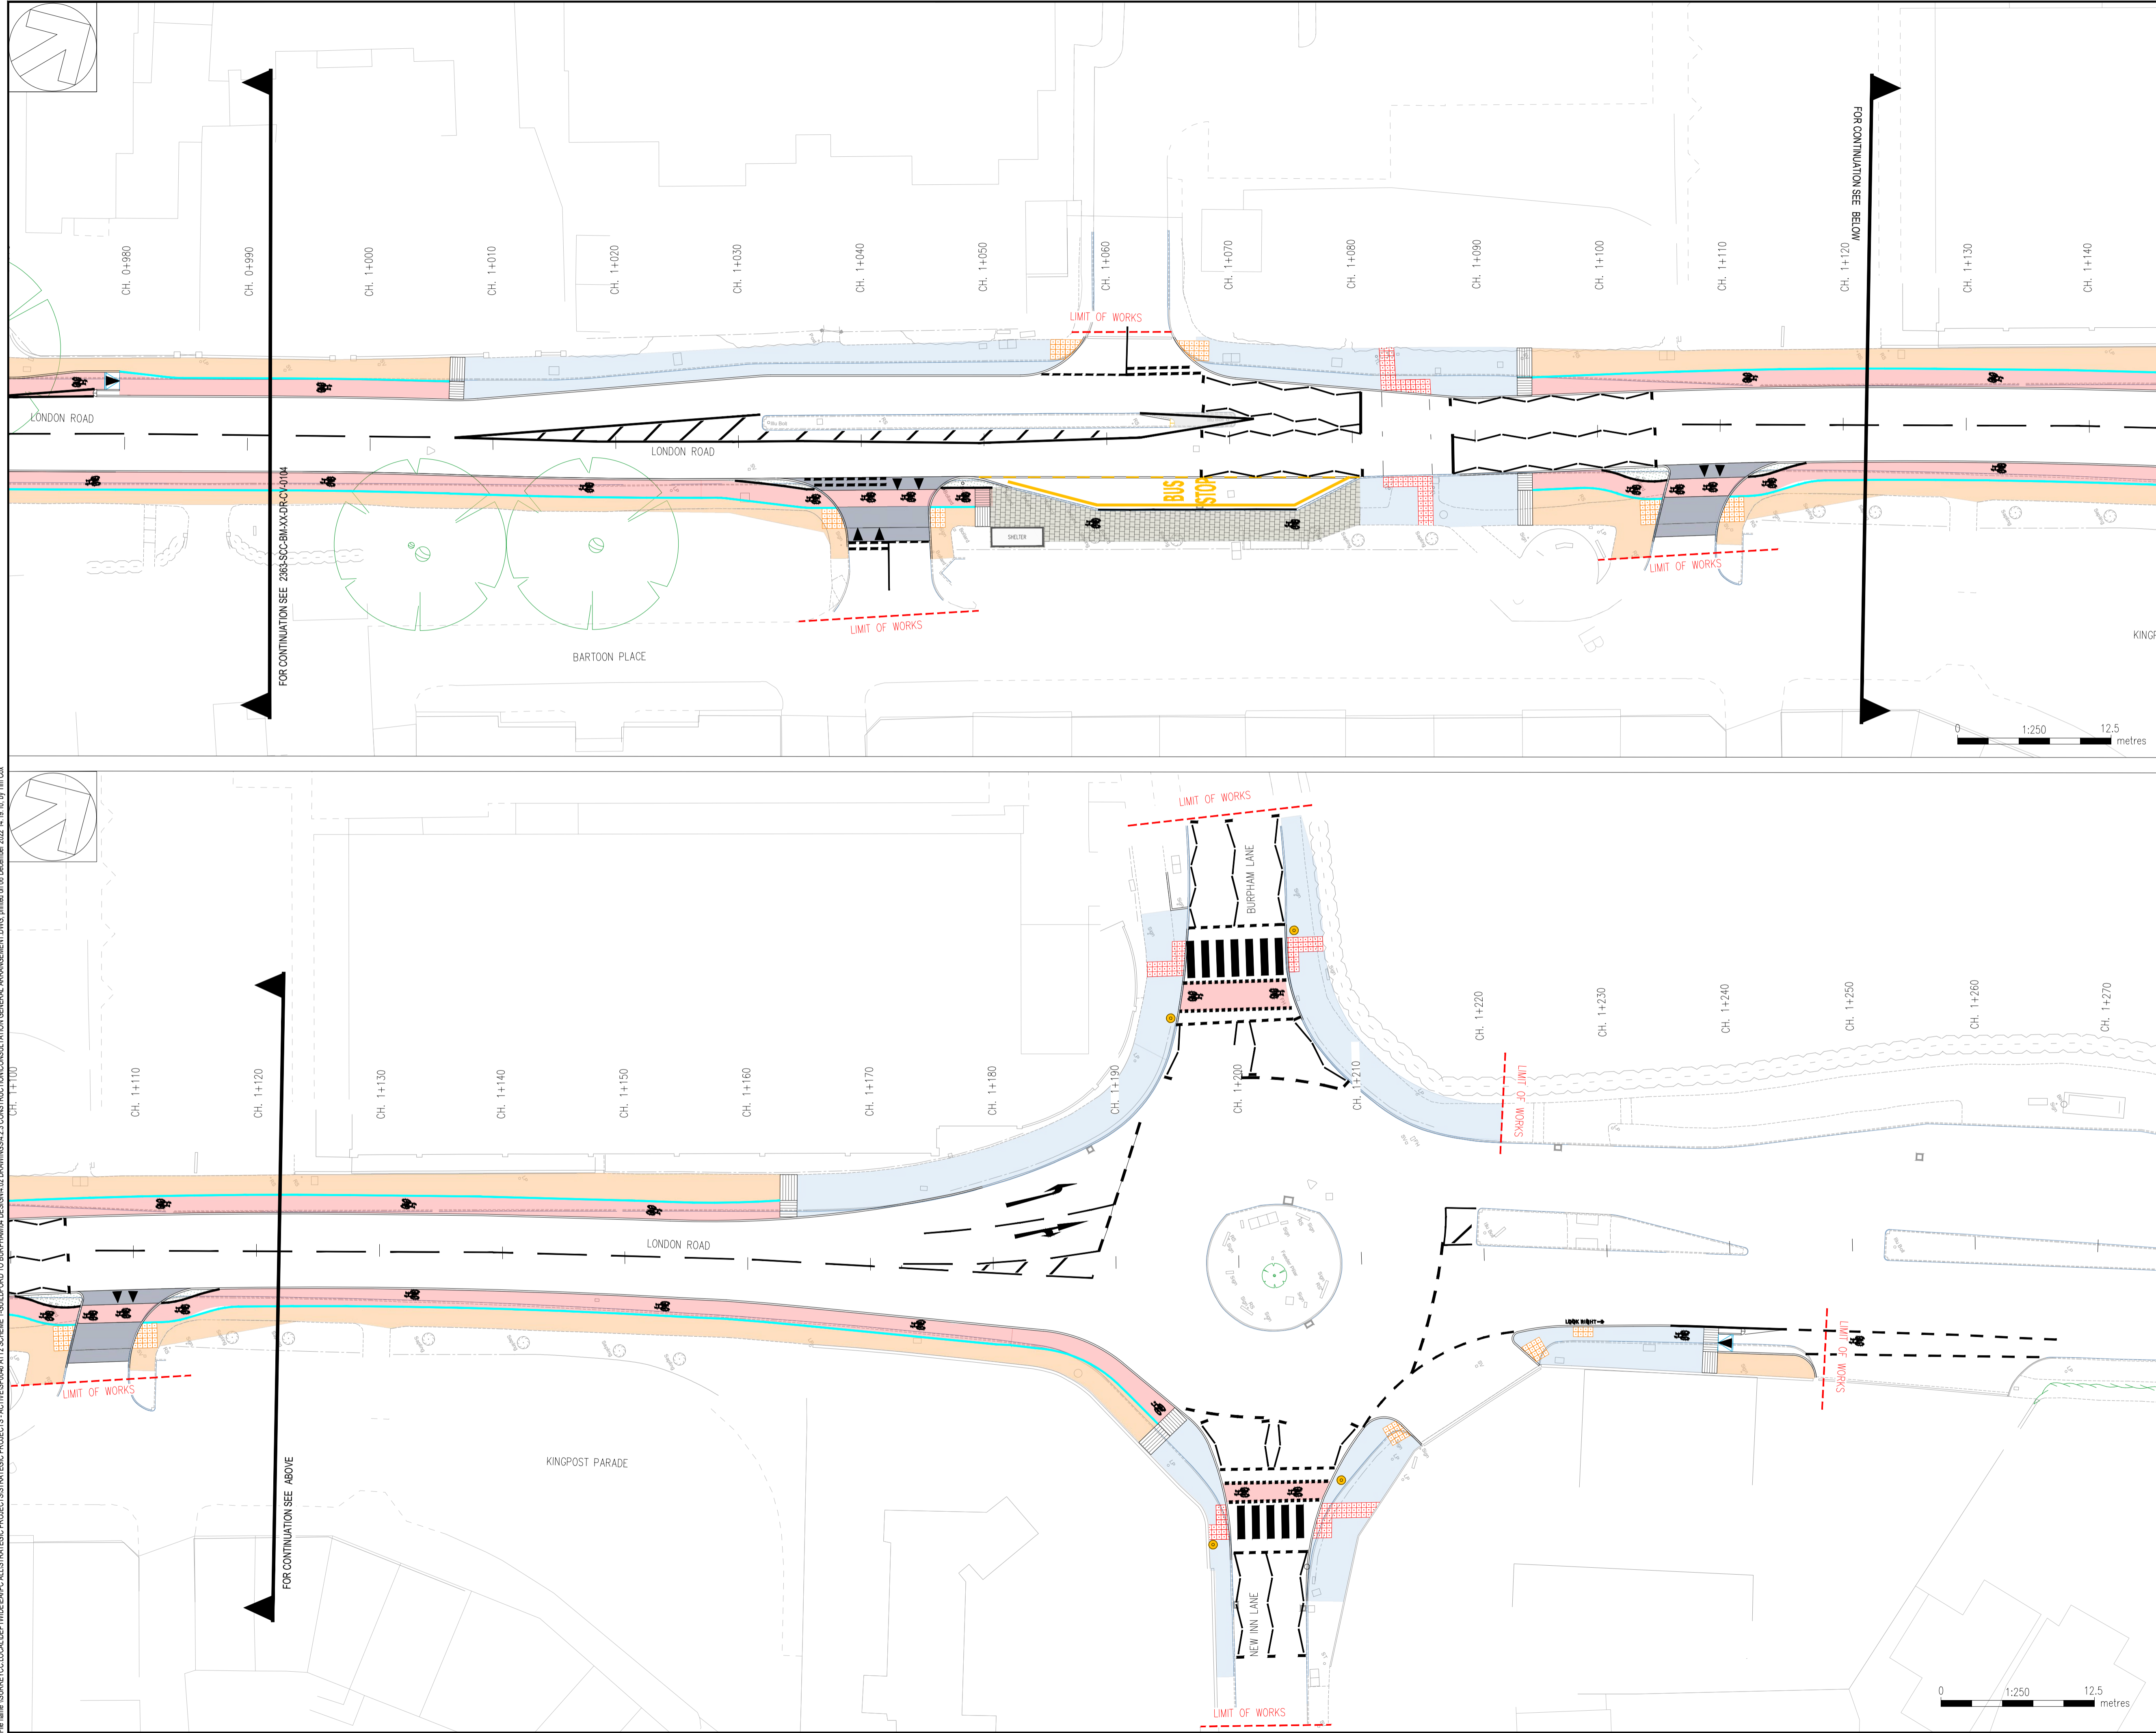 CH. 0+980
CH. 0+990
CH. 1+000
CH. 1+010
CH. 1+020
CH. 1+030
CH. 1+040
CH. 1+050
CH. 1+060
CH. 1+070
CH. 1+080
CH. 1+090
CH. 1+100
CH. 1+110
CH. 1+120
CH. 1+130
CH. 1+140
FOR CONTINUATION SEE BELOW
LIMIT OF WORKS
LONDON ROAD
LONDON ROAD
FOR CONTINUATION SEE 2363-SCC-BM-XX-DR-CV-0104
BUS
STOP
SHELTER
LIMIT OF WORKS
LIMIT OF WORKS
BARTOON PLACE
0
1:250
12.5
metres
LIMIT OF WORKS
BURPHAM LANE
CH. 1+100
CH. 1+110
CH. 1+120
CH. 1+130
CH. 1+140
CH. 1+150
CH. 1+160
CH. 1+170
CH. 1+180
CH. 1+190
CH. 1+200
CH. 1+210
CH. 1+220
CH. 1+230
CH. 1+240
CH. 1+250
CH. 1+260
CH. 1+270
LIMIT OF WORKS
LONDON ROAD
LOOK RIGHT
LIMIT OF WORKS
LIMIT OF WORKS
FOR CONTINUATION SEE ABOVE
KINGPOST PARADE
NEW INN LANE
LIMIT OF WORKS
0
1:250
12.5
metres